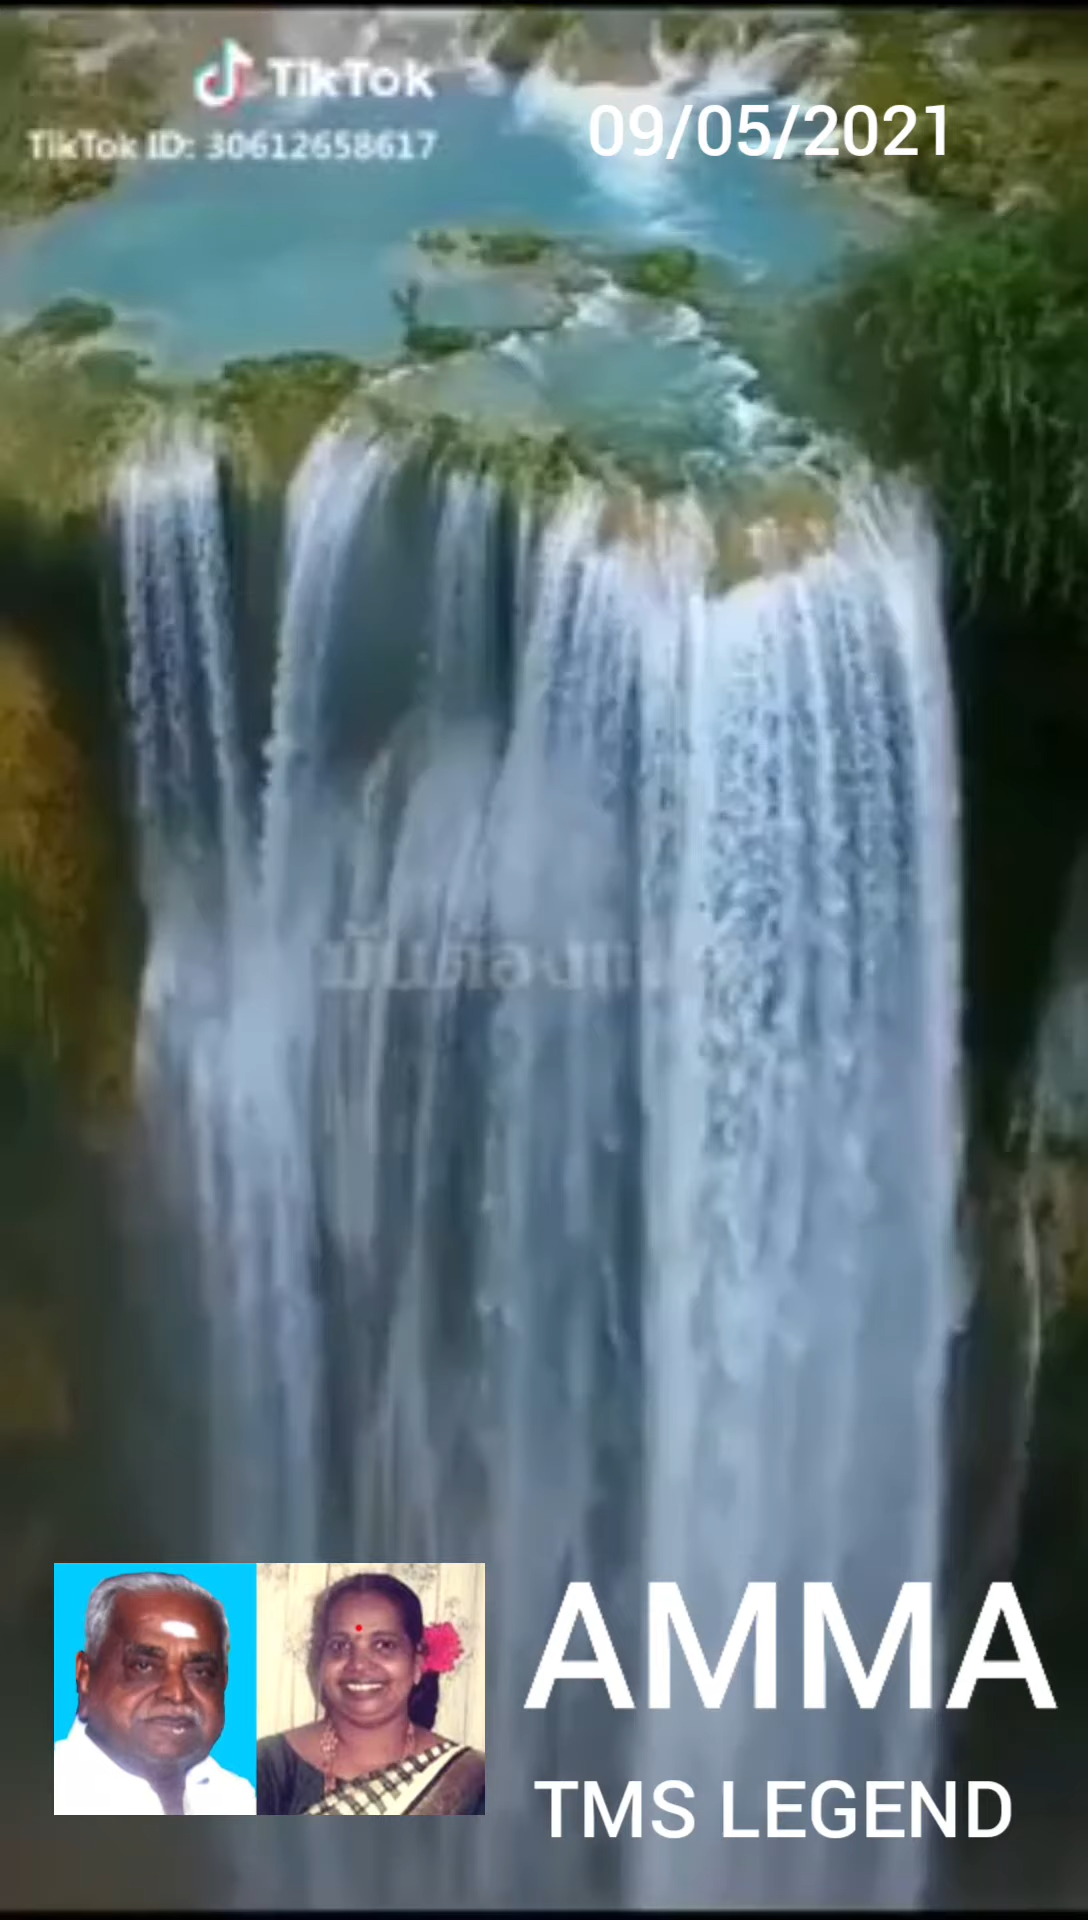 TikTok
TikTok ID: 30612658617
09/05/2021
AMMA
TMS LEGEND